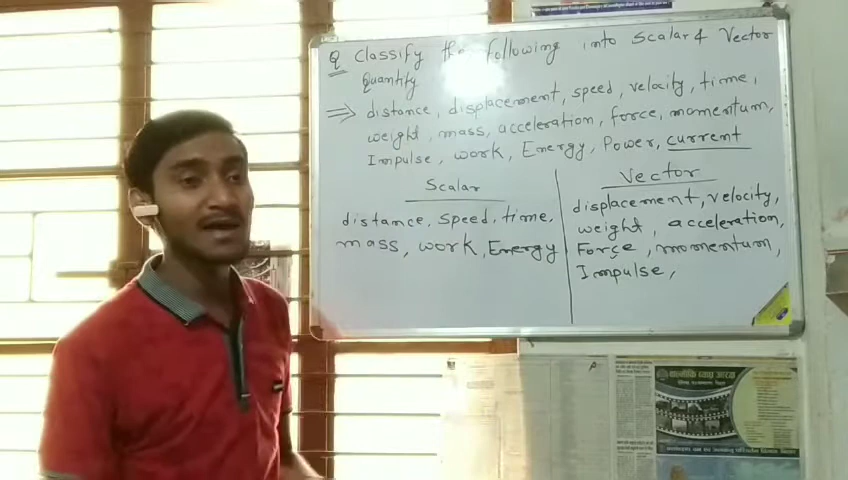 Q Classify the following into Scalar & Vector
Quantity
⇒ distance, displacement, speed, velocity, time,
weight, mass, acceleration, force, momentum,
Impulse, work, Energy, Power, current
Scalar
distance, speed, time,
mass, work, Energy
Vector
displacement, velocity,
weight, acceleration,
Force, momentum,
Impulse,